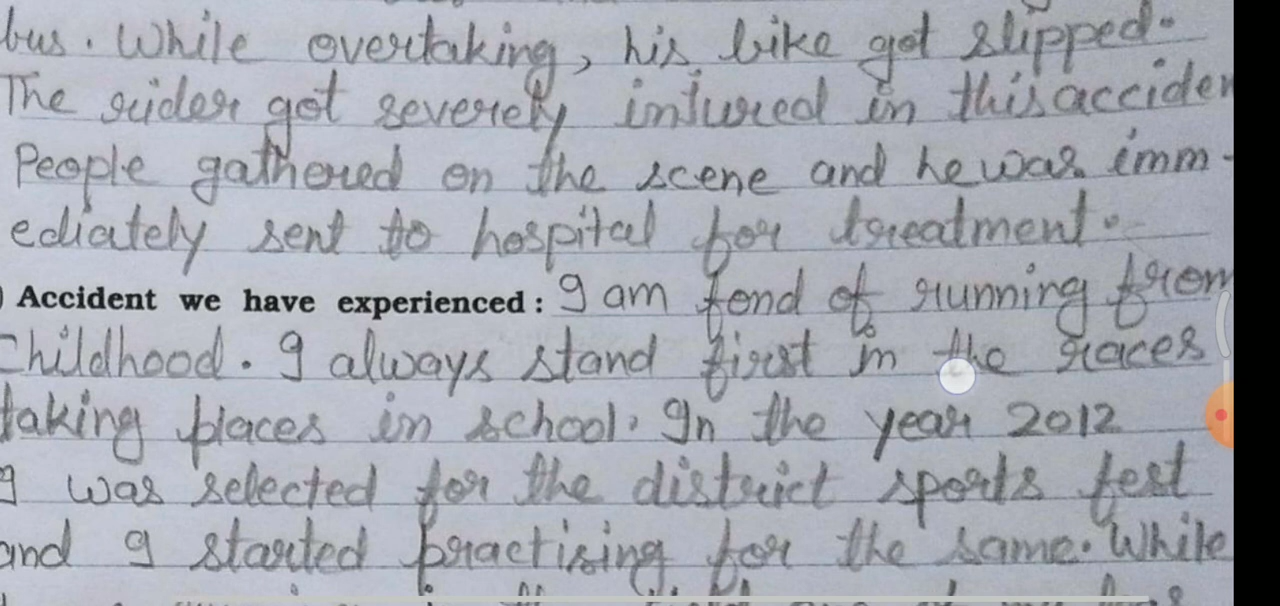 bus. While overtaking, his bike got slipped.
The rider got severely injured in this acciden
People gathered on the scene and he was imm-
ediately sent to hospital for treatment.
) Accident we have experienced: I am fond of running from
Childhood. I always stand first in the races
taking places in school. In the year 2012
I was selected for the district sports fest
and I started practising for the same. While